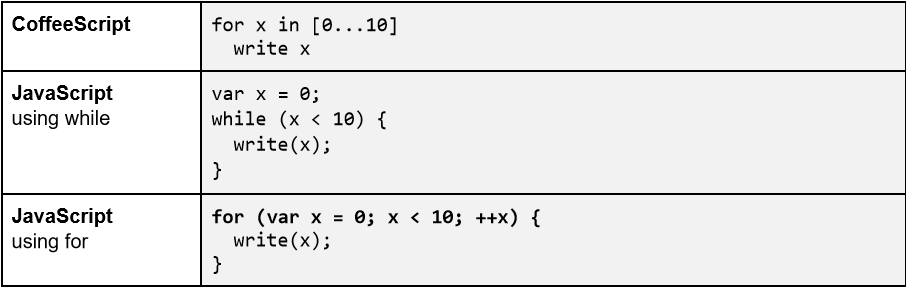 CoffeeScript
for x in [0...10]
  write x
JavaScript
using while
var x = 0;
while (x < 10) {
  write(x);
}
JavaScript
using for
for (var x = 0; x < 10; ++x) {
  write(x);
}